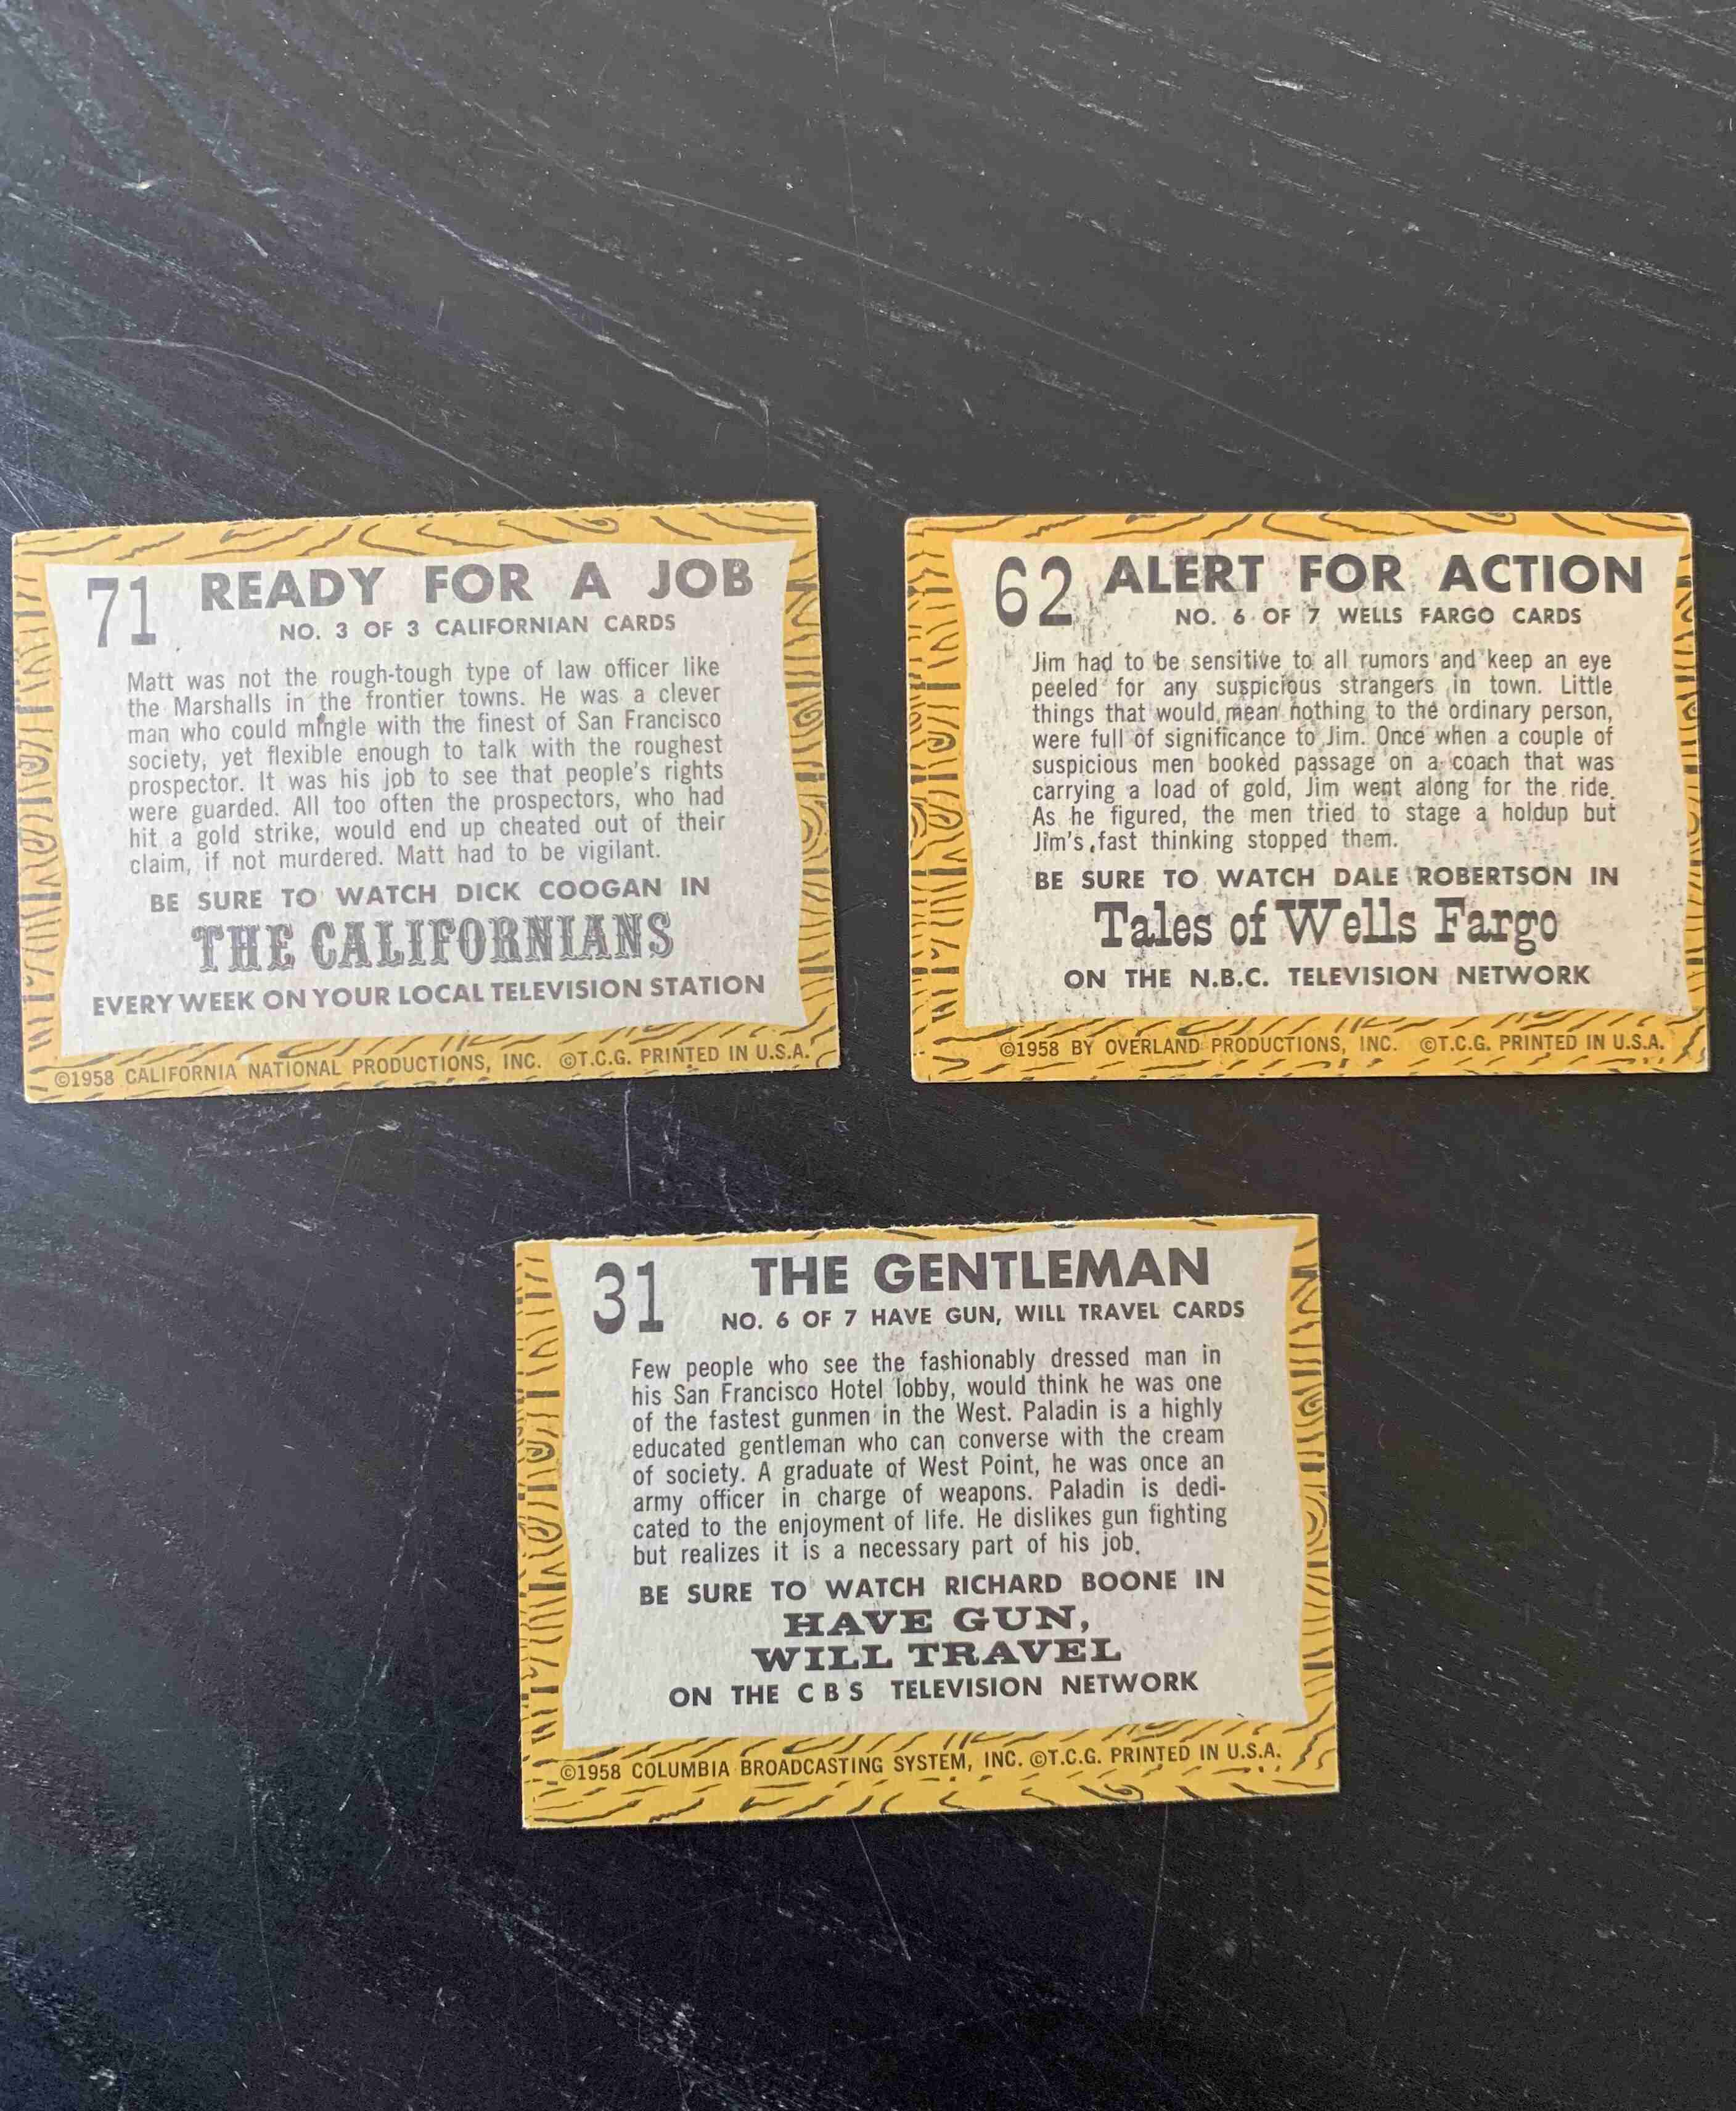 71
READY FOR A JOB
NO. 3 OF 3 CALIFORNIAN CARDS
Matt was not the rough-tough type of law officer like
the Marshalls in the frontier towns. He was a clever
man who could mingle with the finest of San Francisco
society, yet flexible enough to talk with the roughest
prospector. It was his job to see that people's rights
were guarded. All too often the prospectors, who had
hit a gold strike, would end up cheated out of their
claim, if not murdered. Matt had to be vigilant.
BE SURE TO WATCH DICK COOGAN IN
THE CALIFORNIANS
EVERY WEEK ON YOUR LOCAL TELEVISION STATION
©1958 CALIFORNIA NATIONAL PRODUCTIONS, INC. ©T.C.G. PRINTED IN U.S.A.
62
ALERT FOR ACTION
NO. 6 OF 7 WELLS FARGO CARDS
Jim had to be sensitive to all rumors and keep an eye
peeled for any suspicious strangers in town. Little
things that would mean nothing to the ordinary person,
were full of significance to Jim. Once when a couple of
suspicious men booked passage on a coach that was
carrying a load of gold, Jim went along for the ride.
As he figured, the men tried to stage a holdup but
Jim's fast thinking stopped them.
BE SURE TO WATCH DALE ROBERTSON IN
Tales of Wells Fargo
ON THE N.B.C. TELEVISION NETWORK
©1958 BY OVERLAND PRODUCTIONS, INC. ©T.C.G. PRINTED IN U.S.A.
31
THE GENTLEMAN
NO. 6 OF 7 HAVE GUN, WILL TRAVEL CARDS
Few people who see the fashionably dressed man in
his San Francisco Hotel lobby, would think he was one
of the fastest gunmen in the West. Paladin is a highly
educated gentleman who can converse with the cream
of society. A graduate of West Point, he was once an
army officer in charge of weapons. Paladin is dedi-
cated to the enjoyment of life. He dislikes gun fighting
but realizes it is a necessary part of his job.
BE SURE TO WATCH RICHARD BOONE IN
HAVE GUN,
WILL TRAVEL
ON THE C B S TELEVISION NETWORK
©1958 COLUMBIA BROADCASTING SYSTEM, INC. ©T.C.G. PRINTED IN U.S.A.